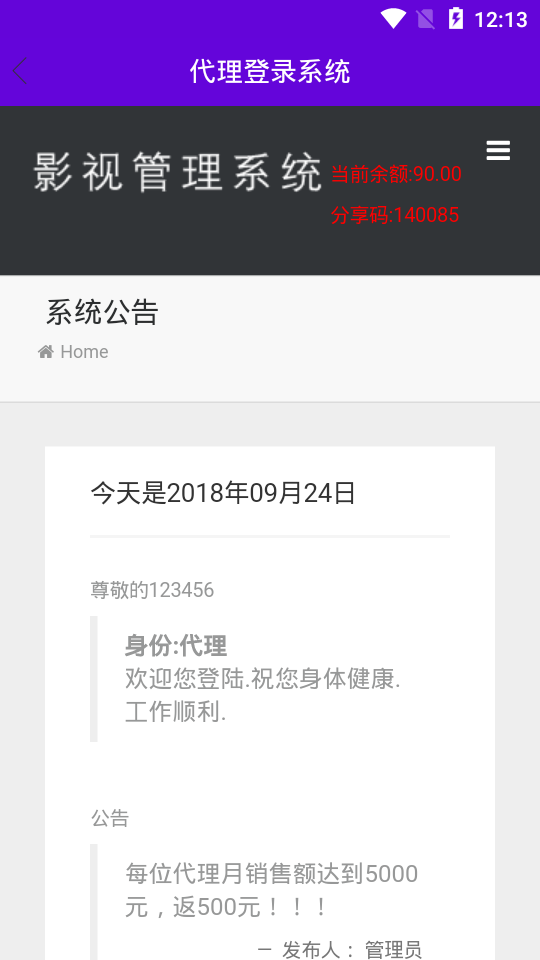 12:13
代理登录系统
影视管理系统
当前余额:90.00
分享码:140085
系统公告
Home
今天是2018年09月24日
尊敬的123456
身份:代理
欢迎您登陆.祝您身体健康.
工作顺利.
公告
每位代理月销售额达到5000
元，返500元！！！
— 发布人： 管理员